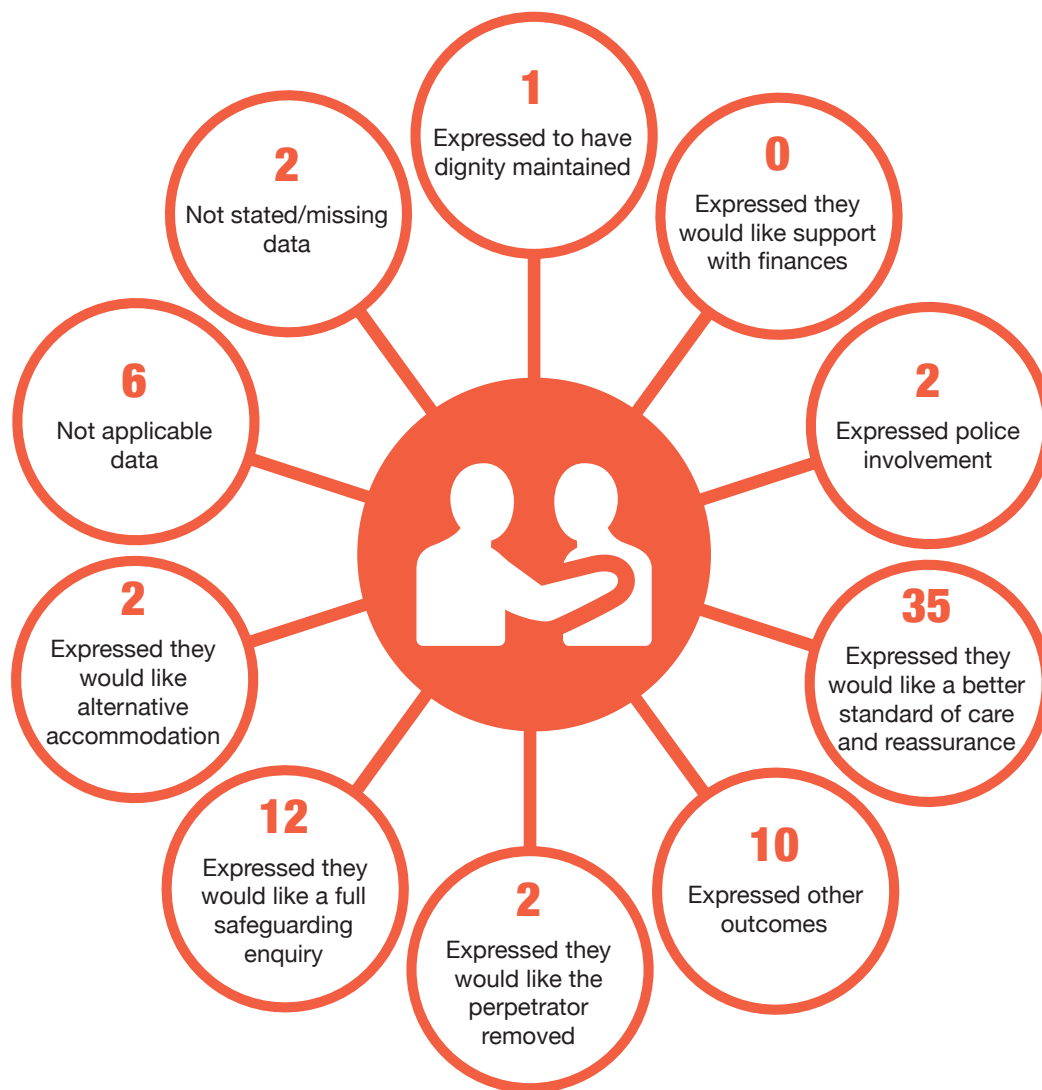 1
Expressed to have
dignity maintained
0
Expressed they
would like support
with finances
2
Expressed police
involvement
35
Expressed they
would like a better
standard of care
and reassurance
10
Expressed other
outcomes
2
Expressed they
would like the
perpetrator
removed
12
Expressed they
would like a full
safeguarding
enquiry
2
Expressed they
would like
alternative
accommodation
6
Not applicable
data
2
Not stated/missing
data